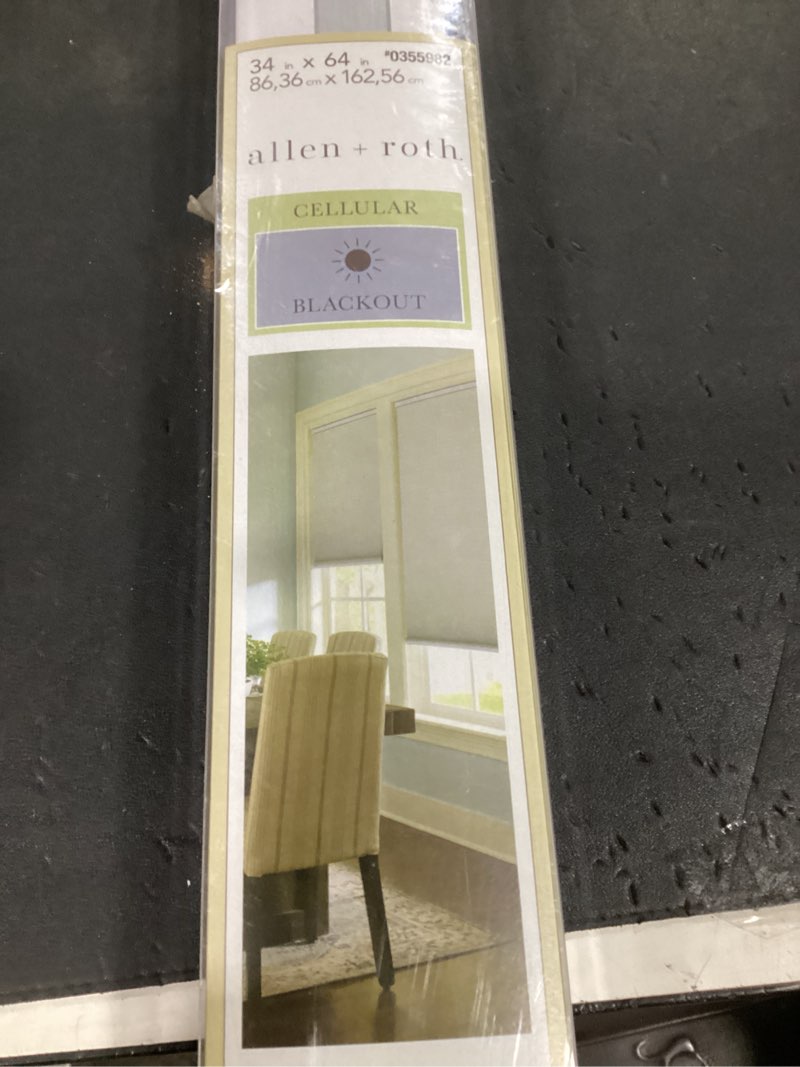 34 in x 64 in #0355982
86,36 cm x 162,56 cm
allen + roth
CELLULAR
BLACKOUT